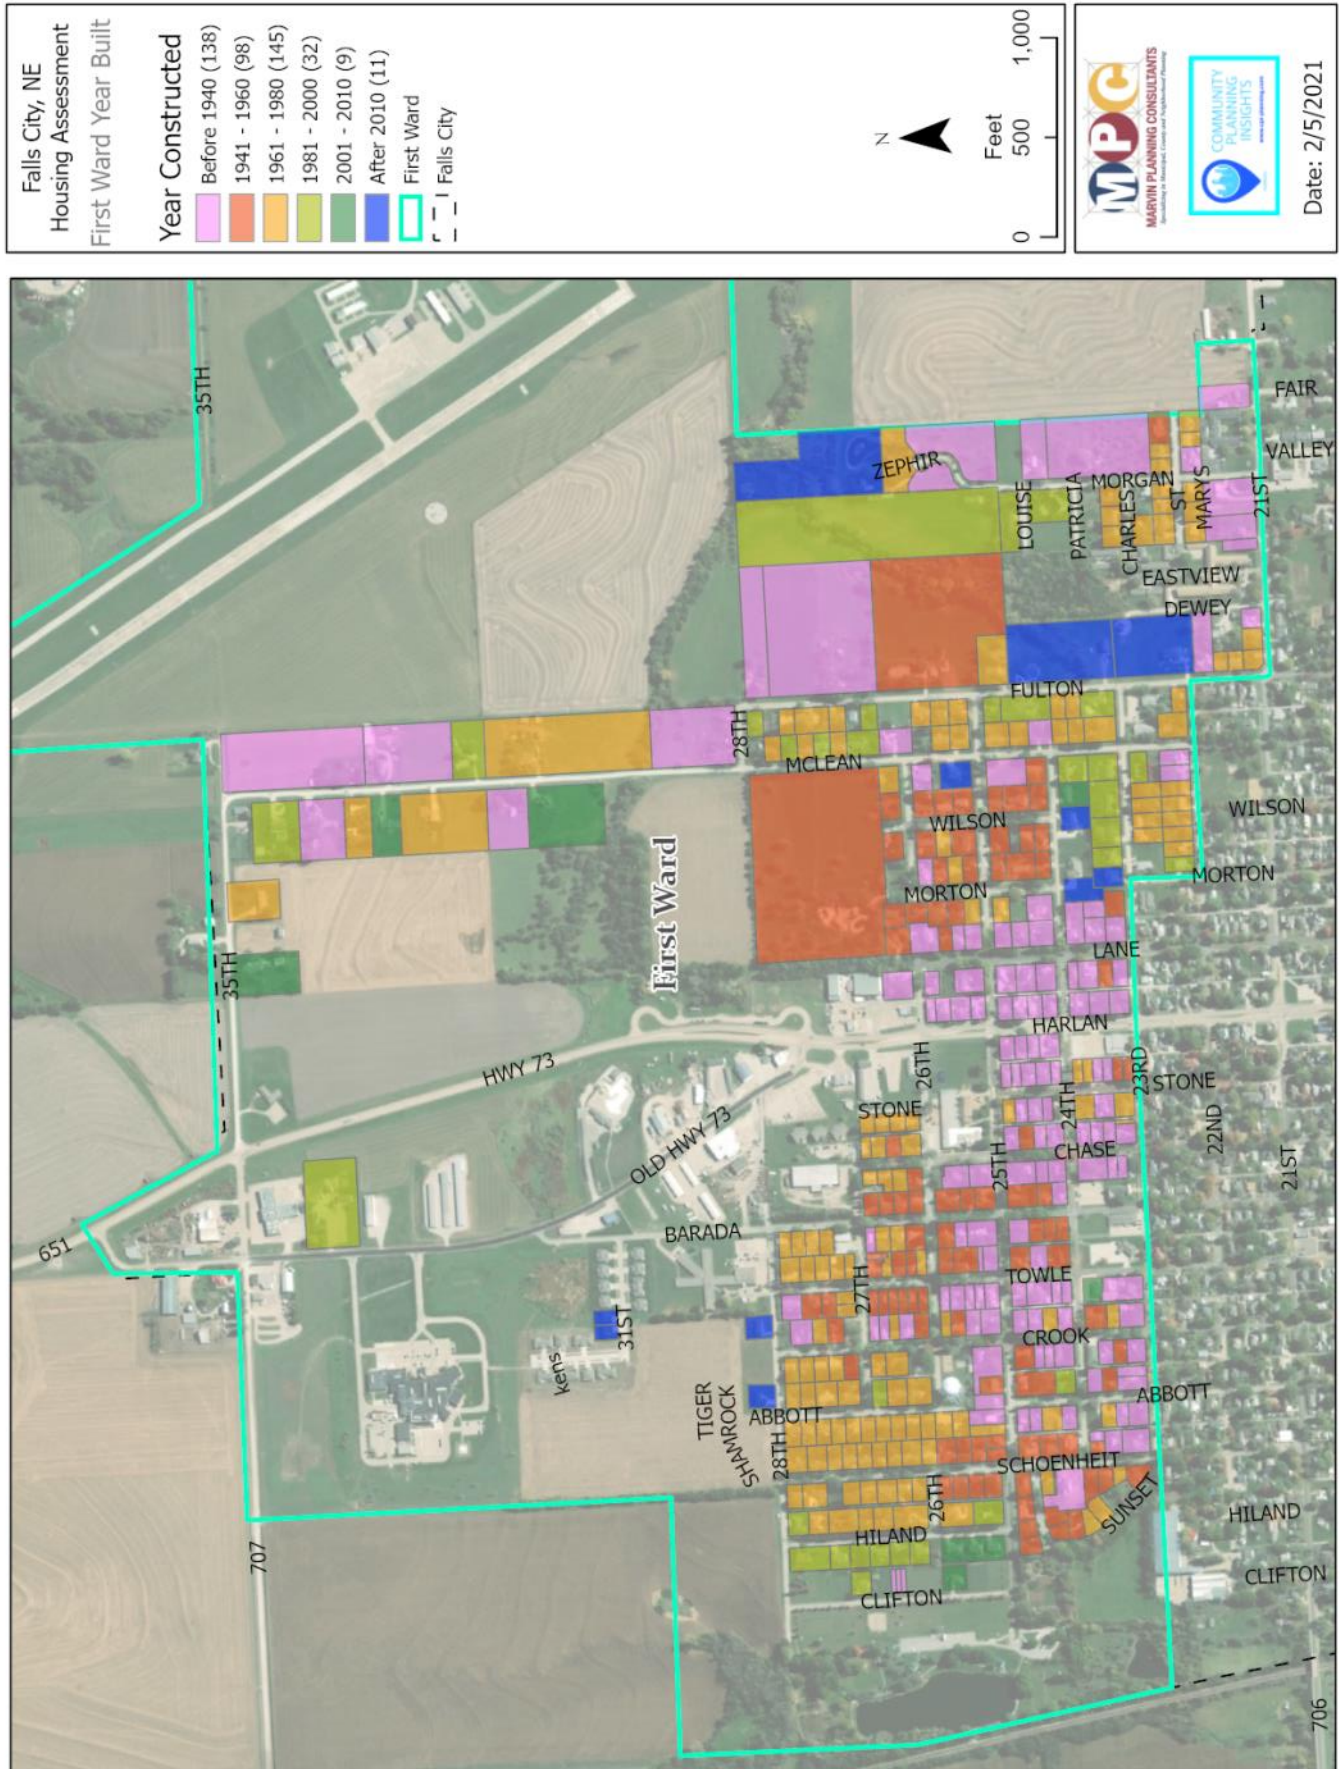 Falls City, NE
Housing Assessment
First Ward Year Built
Year Constructed
Before 1940 (138)
1941 - 1960 (98)
1961 - 1980 (145)
1981 - 2000 (32)
2001 - 2010 (9)
After 2010 (11)
First Ward
Falls City
N
Feet
0 500 1,000
MPC
MARVIN PLANNING CONSULTANTS
COMMUNITY
PLANNING
INSIGHTS
Date: 2/5/2021
35TH
651
35TH
HWY 73
707
OLD HWY 73
kens
31ST
BARADA
First Ward
TIGER
SHAMROCK
ABBOTT
28TH
28TH
MCLEAN
ZEPHIR
STONE
27TH
26TH
26TH
HILAND
CLIFTON
MORTON
WILSON
FULTON
LOUISE
PATRICIA
MORGAN
CHARLES
ST
MARYS
EASTVIEW
DEWEY
21ST
VALLEY
FAIR
25TH
24TH
23RD
TOWLE
CROOK
CHASE
HARLAN
LANE
SCHOENHEIT
SUNSET
ABBOTT
STONE
22ND
21ST
MORTON
WILSON
HILAND
CLIFTON
706